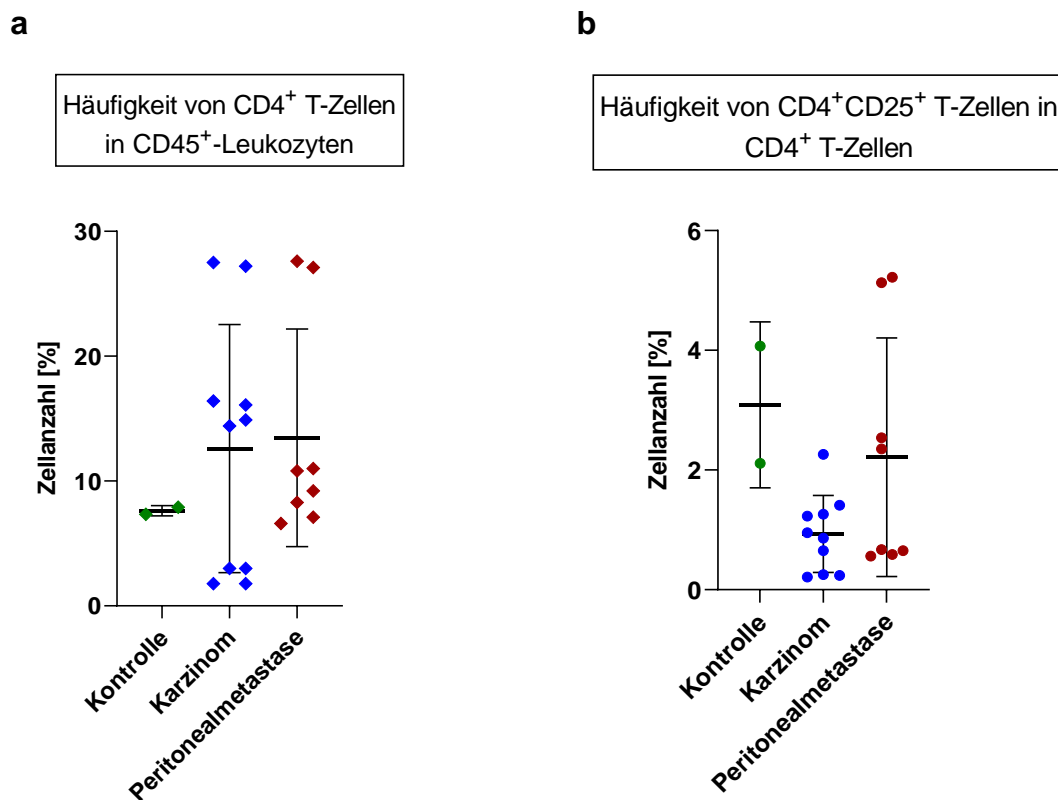 a
b
Häufigkeit von CD4⁺ T-Zellen
in CD45⁺-Leukozyten
Häufigkeit von CD4⁺CD25⁺ T-Zellen in
CD4⁺ T-Zellen
Zellanzahl [%]
30
20
10
0
Kontrolle
Karzinom
Peritonealmetastase
Zellanzahl [%]
6
4
2
0
Kontrolle
Karzinom
Peritonealmetastase